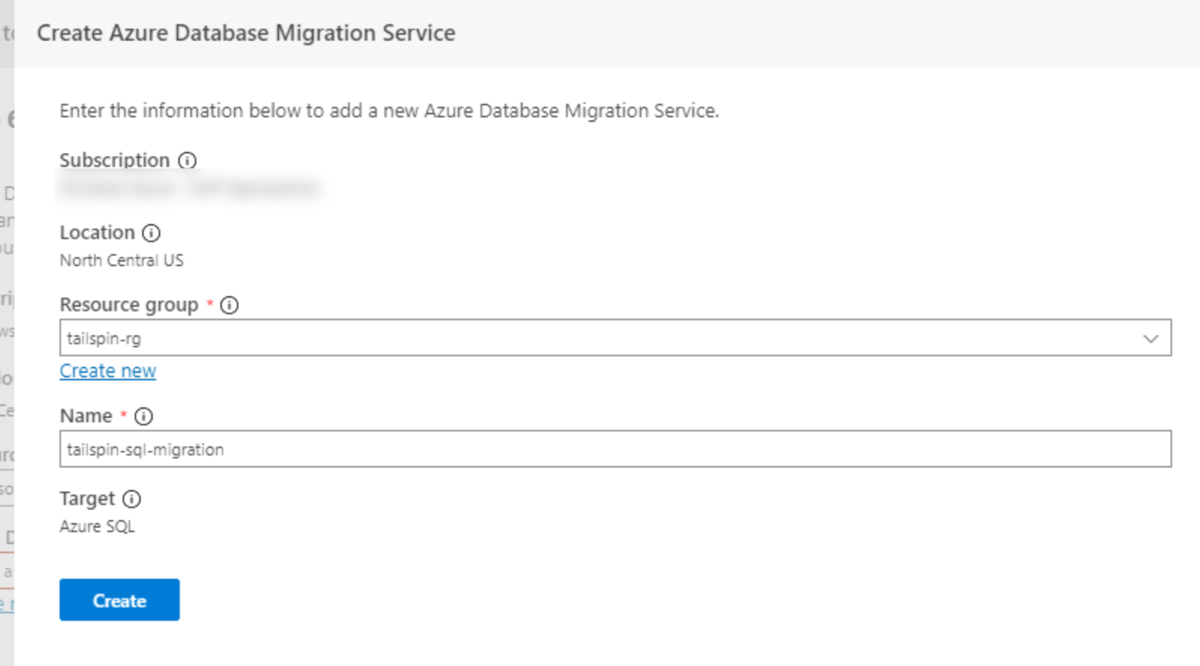 Create Azure Database Migration Service
Enter the information below to add a new Azure Database Migration Service.
Subscription
Location
North Central US
Resource group *
tailspin-rg
Create new
Name *
tailspin-sql-migration
Target
Azure SQL
Create